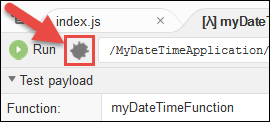 index.js [λ] myDateT
Run /MyDateTimeApplication/
Test payload
Function: myDateTimeFunction